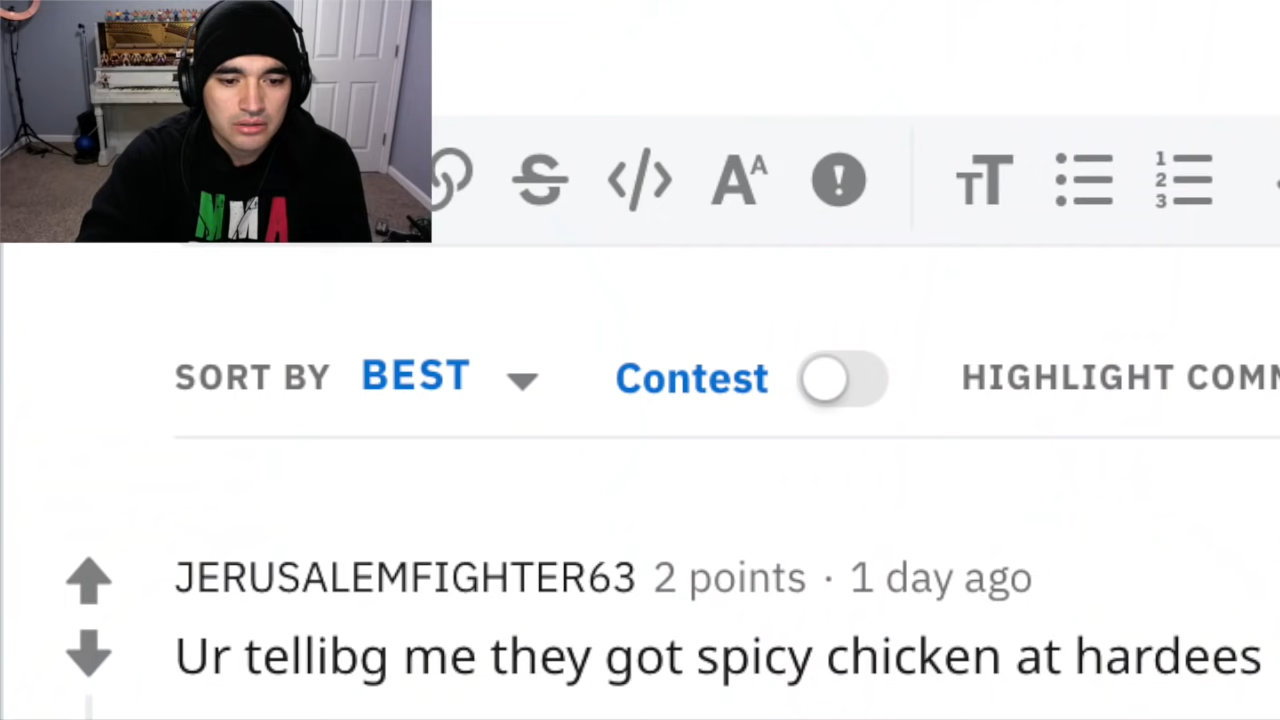 NMA
SORT BY BEST Contest HIGHLIGHT COMM
JERUSALEMFIGHTER63 2 points · 1 day ago
Ur tellibg me they got spicy chicken at hardees